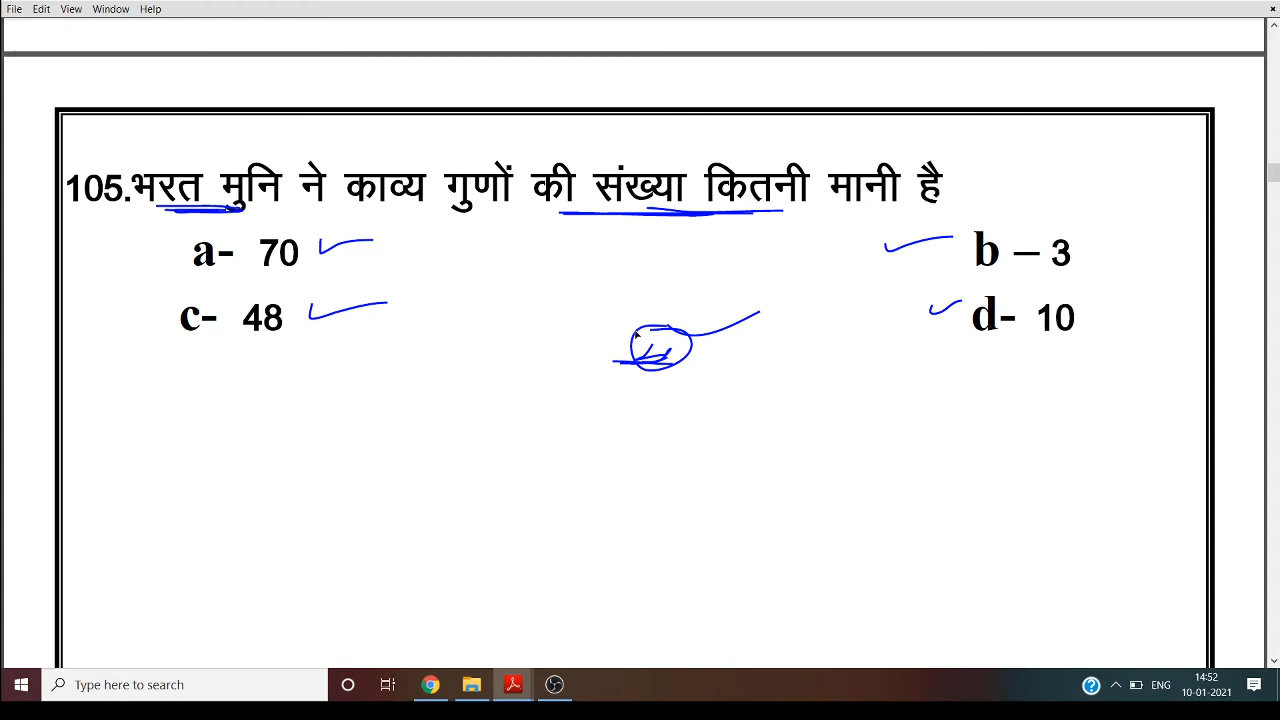 File Edit View Window Help
105.भरत मुनि ने काव्य गुणों की संख्या कितनी मानी है
a- 70 b – 3
c- 48 d- 10
Type here to search
ENG
14:52
10-01-2021